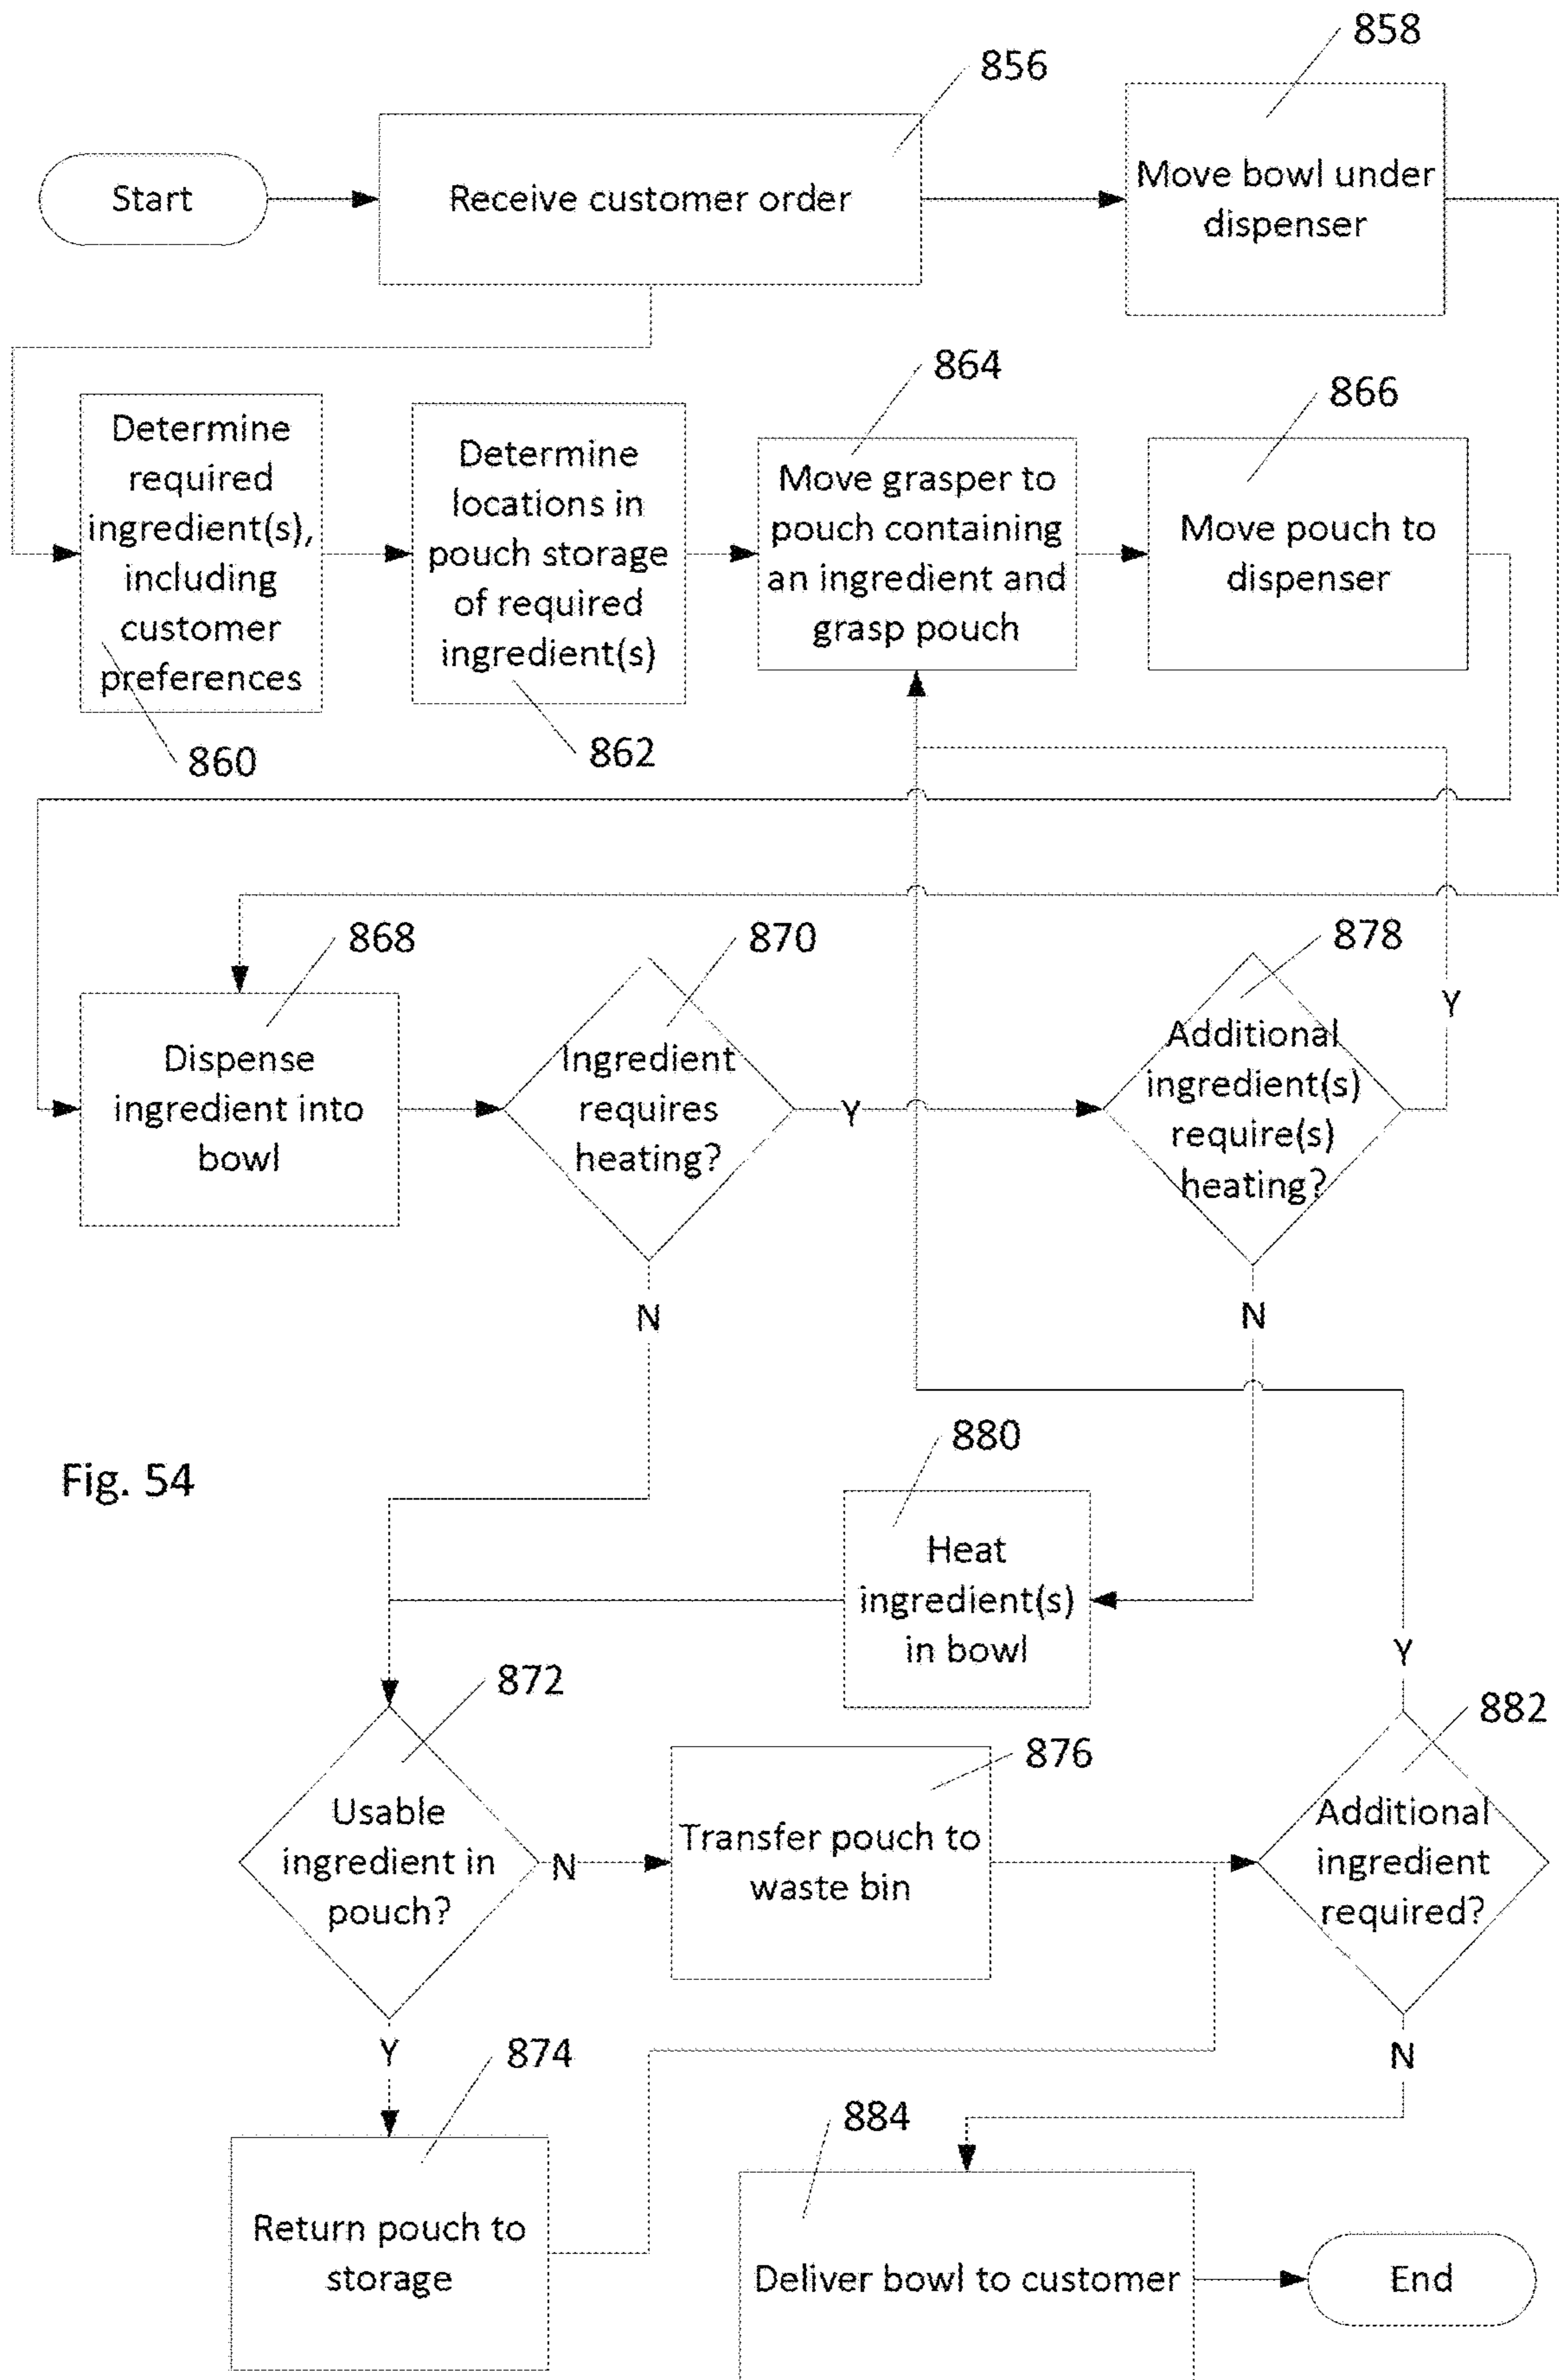 858
856
Start
Receive customer order
Move bowl under
dispenser
864
866
Determine
required
ingredient(s),
including
customer
preferences
860
Determine
locations in
pouch storage
of required
ingredient(s)
862
Move grasper to
pouch containing
an ingredient and
grasp pouch
Move pouch to
dispenser
868
870
878
Dispense
ingredient into
bowl
Ingredient
requires
heating?
Y
N
Additional
ingredient(s)
require(s)
heating?
Y
N
Fig. 54
880
Heat
ingredient(s)
in bowl
872
876
Y
882
Usable
ingredient in
pouch?
N
Transfer pouch to
waste bin
Additional
ingredient
required?
Y
874
N
884
Return pouch to
storage
Deliver bowl to customer
End